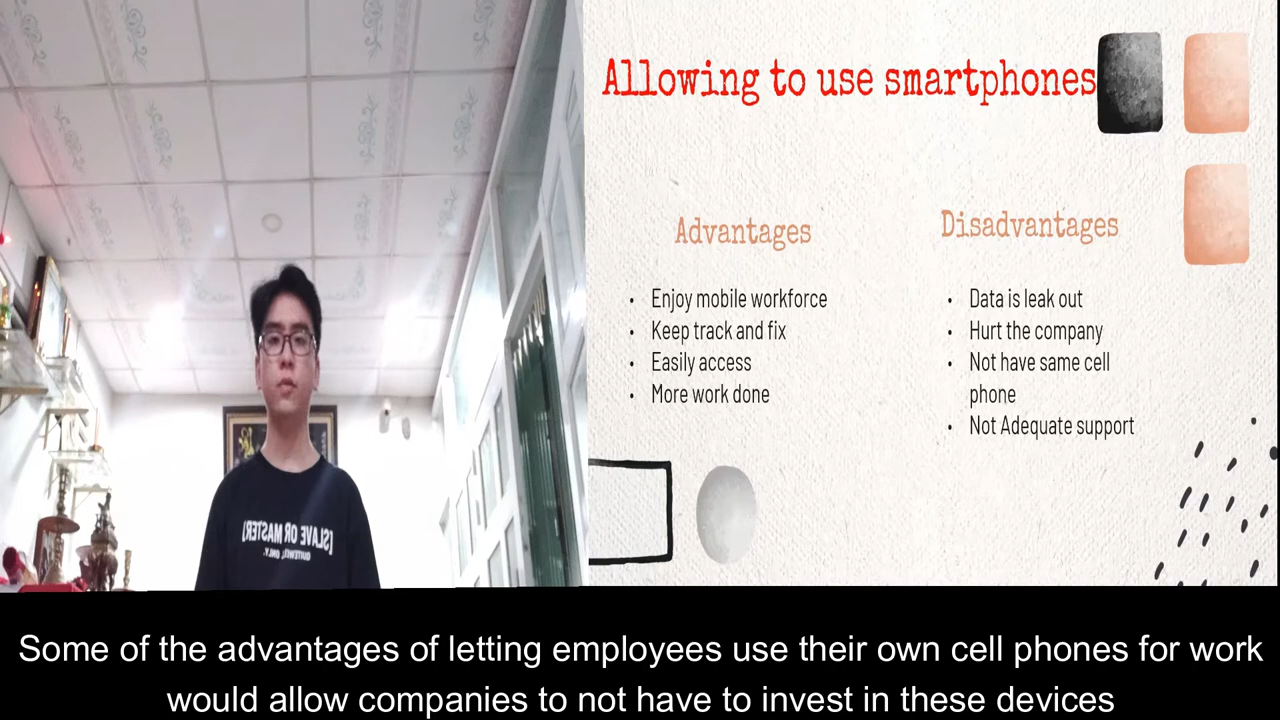 Allowing to use smartphones
Advantages
• Enjoy mobile workforce
• Keep track and fix
• Easily access
• More work done
Disadvantages
• Data is leak out
• Hurt the company
• Not have same cell
phone
• Not Adequate support
[SLAVE OR MASTER]
Some of the advantages of letting employees use their own cell phones for work
would allow companies to not have to invest in these devices